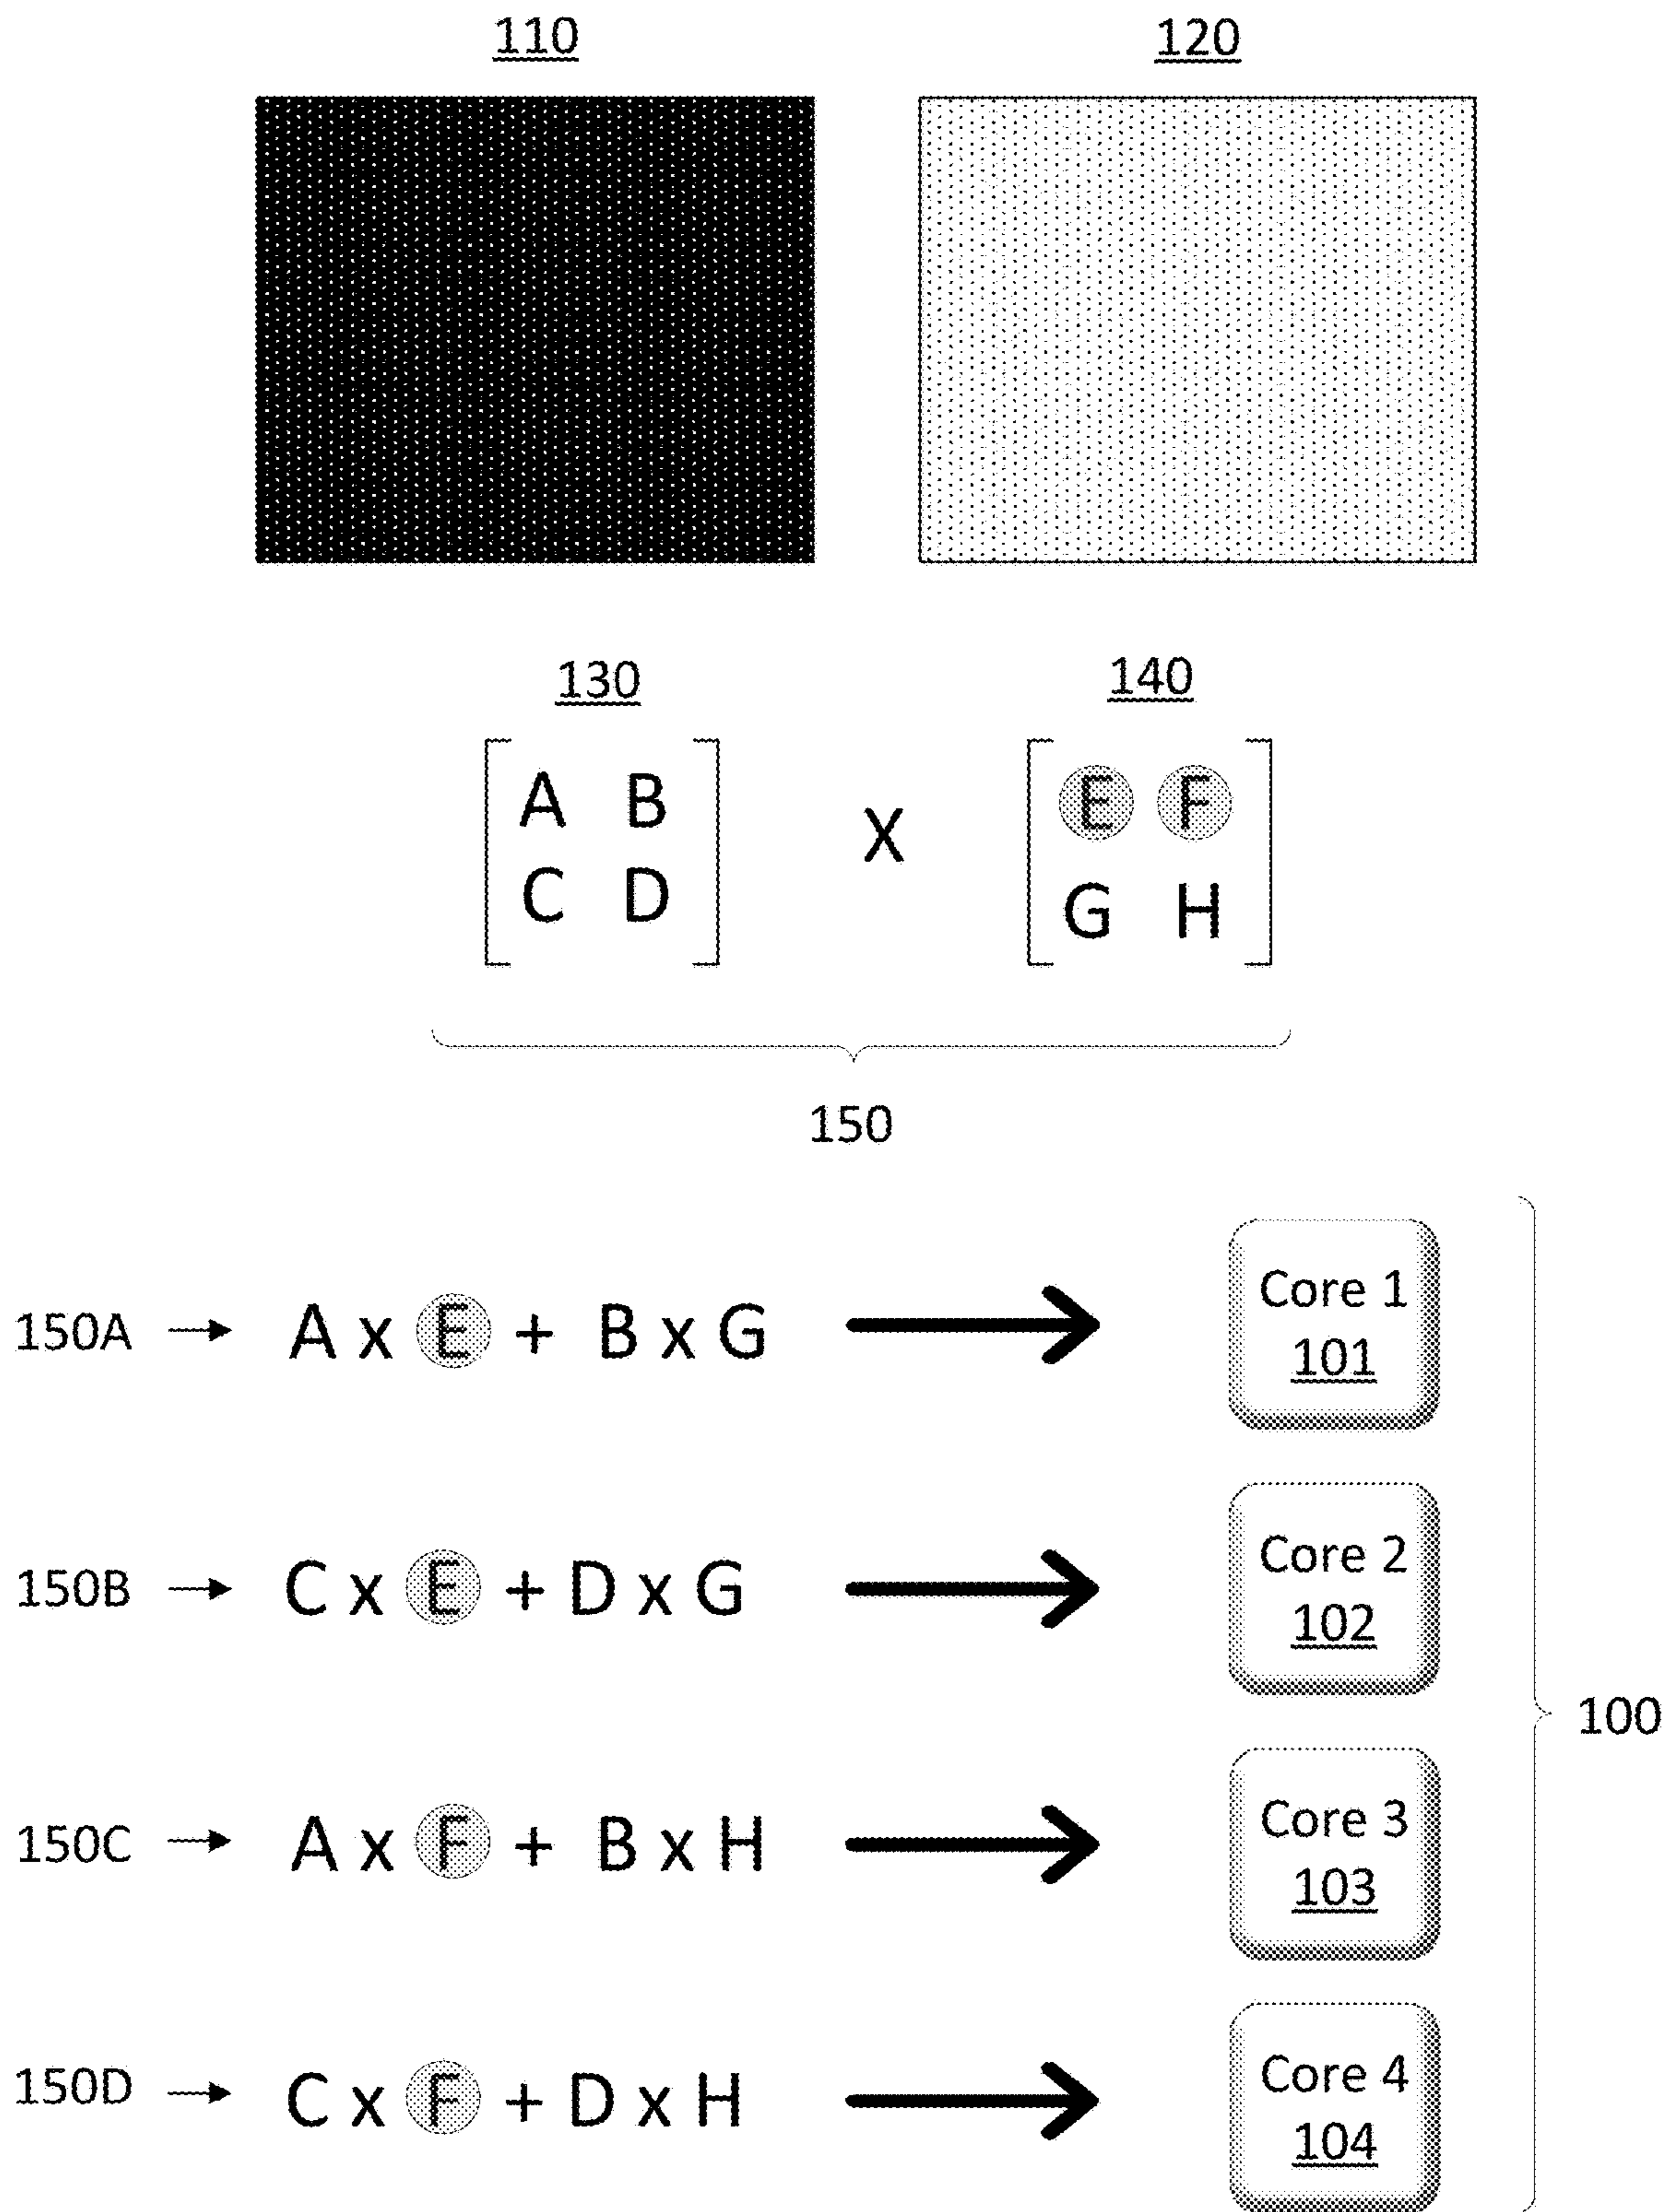 110 120
130 140
A B X E F
C D G H
150
150A A x E + B x G Core 1
101
150B C x E + D x G Core 2
102
100
150C A x F + B x H Core 3
103
150D C x F + D x H Core 4
104